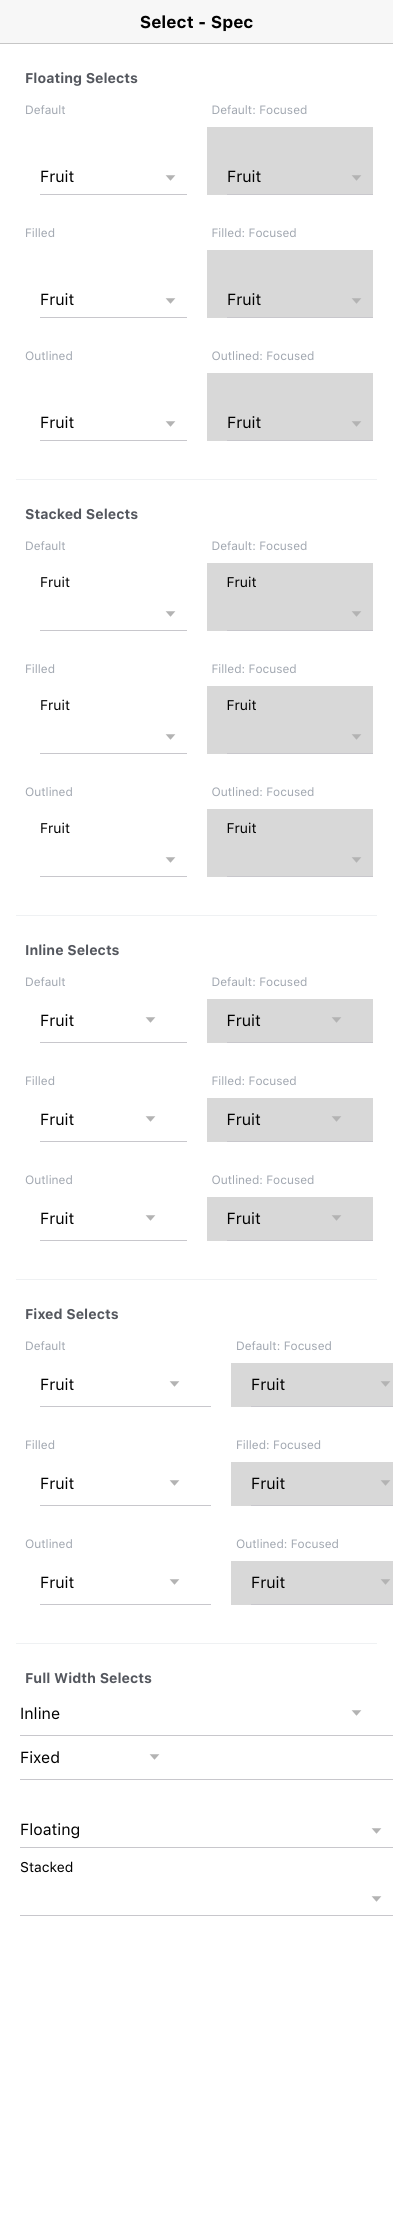 Select - Spec
Floating Selects
Default Default: Focused
Fruit Fruit
Filled Filled: Focused
Fruit Fruit
Outlined Outlined: Focused
Fruit Fruit
Stacked Selects
Default Default: Focused
Fruit Fruit
Filled Filled: Focused
Fruit Fruit
Outlined Outlined: Focused
Fruit Fruit
Inline Selects
Default Default: Focused
Fruit Fruit
Filled Filled: Focused
Fruit Fruit
Outlined Outlined: Focused
Fruit Fruit
Fixed Selects
Default Default: Focused
Fruit Fruit
Filled Filled: Focused
Fruit Fruit
Outlined Outlined: Focused
Fruit Fruit
Full Width Selects
Inline
Fixed
Floating
Stacked